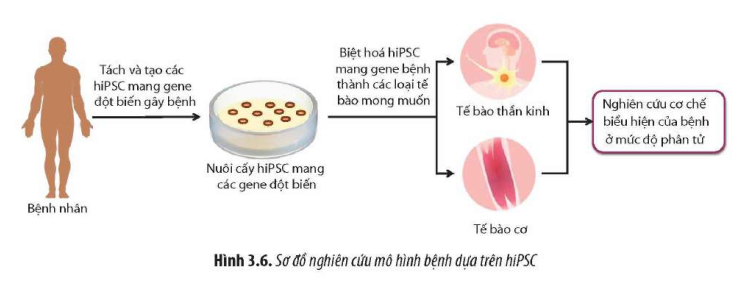 Bệnh nhân
Tách và tạo các
hiPSC mang gene
đột biến gây bệnh
Nuôi cấy hiPSC mang
các gene đột biến
Biệt hoá hiPSC
mang gene bệnh
thành các loại tế
bào mong muốn
Tế bào thần kinh
Tế bào cơ
Nghiên cứu cơ chế
biểu hiện của bệnh
ở mức độ phân tử
Hình 3.6. Sơ đồ nghiên cứu mô hình bệnh dựa trên hiPSC